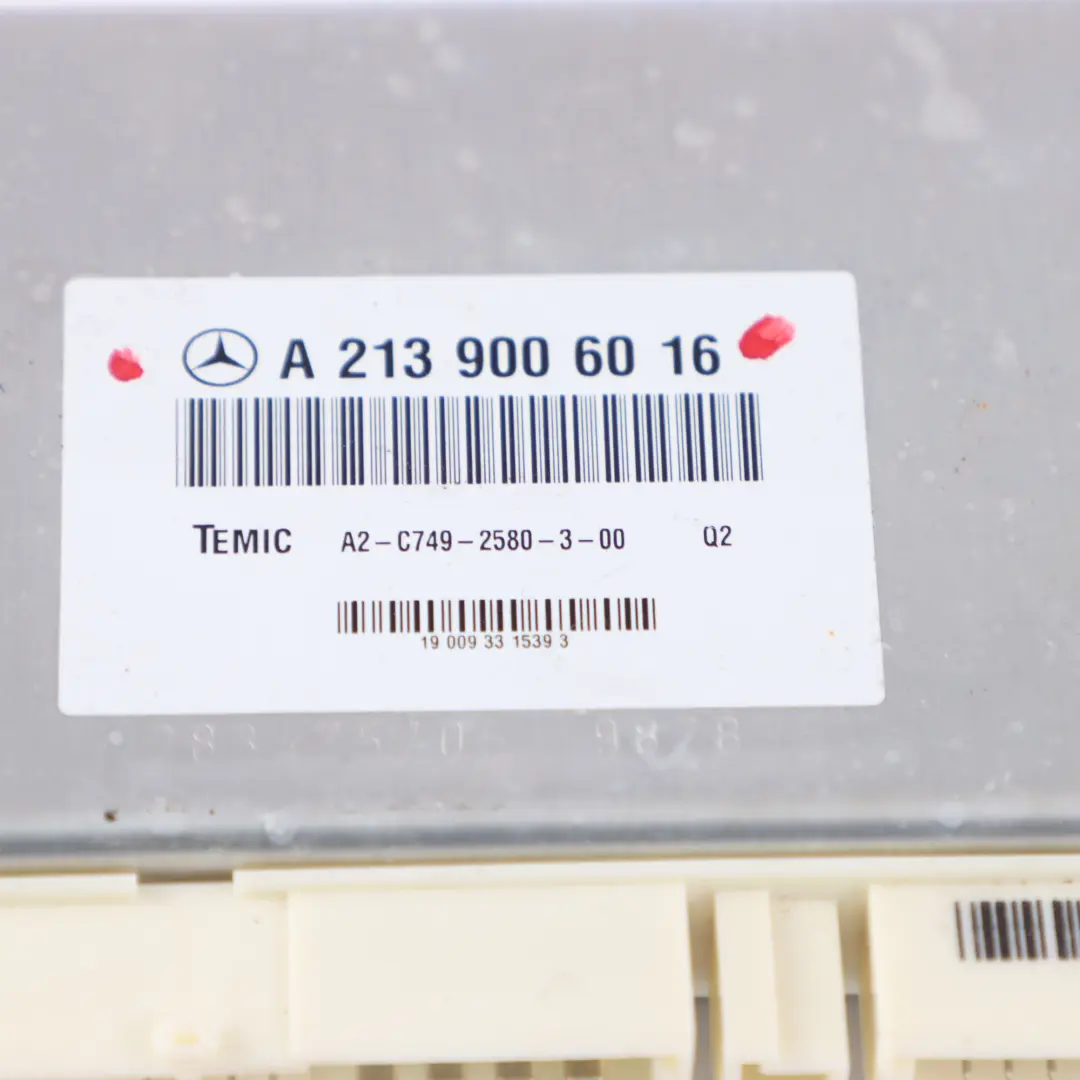 A 213 900 60 16
TEMIC A2-C749-2580-3-00 Q2
19 009 33 1539 3